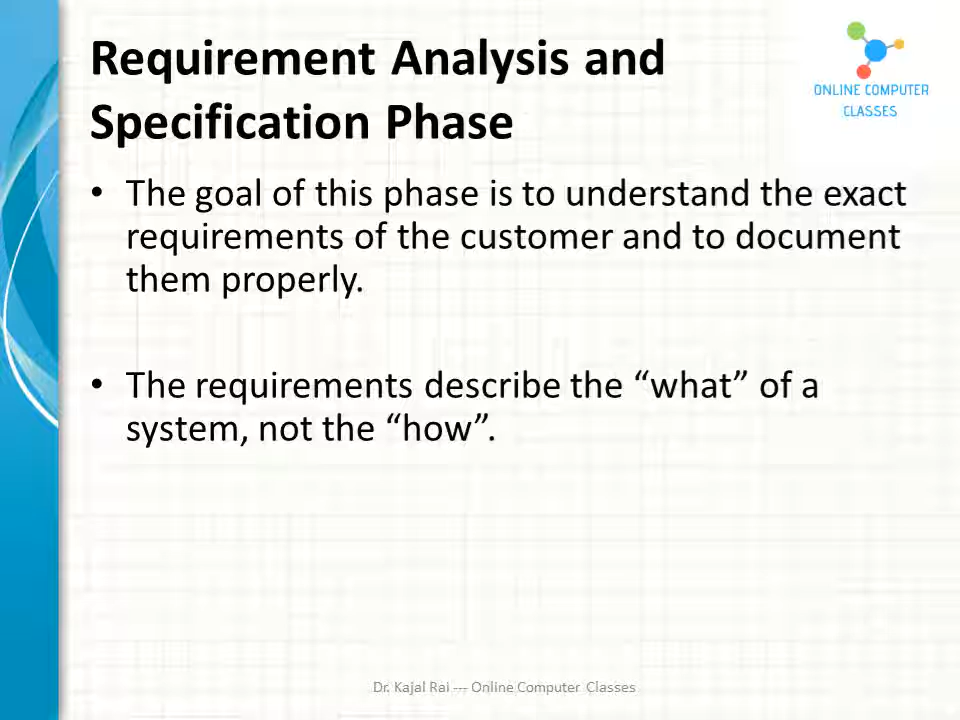 Requirement Analysis and
Specification Phase
ONLINE COMPUTER
CLASSES
• The goal of this phase is to understand the exact
requirements of the customer and to document
them properly.
• The requirements describe the “what” of a
system, not the “how”.
Dr. Kajal Rai --- Online Computer Classes